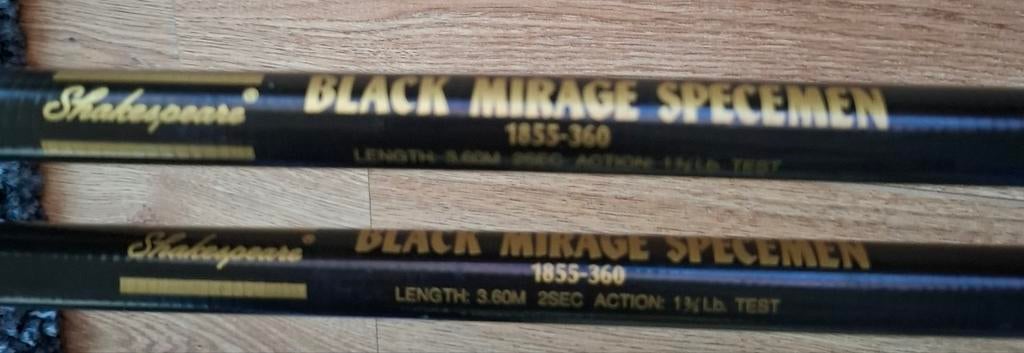 Shakespeare®
BLACK MIRAGE SPECEMEN
1855-360
LENGTH: 3.60M 2SEC ACTION: 1¾ Lb. TEST
Shakespeare®
BLACK MIRAGE SPECEMEN
1855-360
LENGTH: 3.60M 2SEC ACTION: 1¾ Lb. TEST